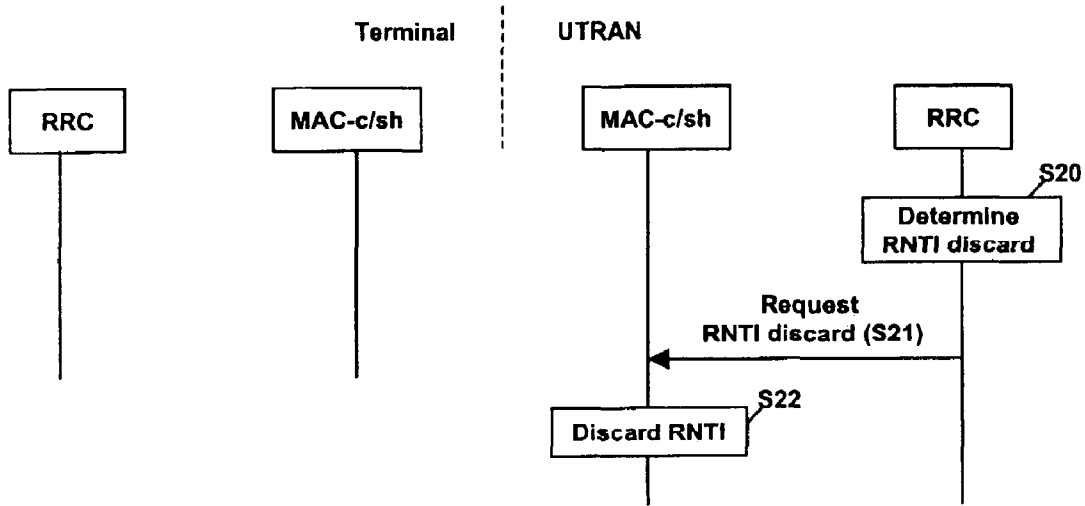 Terminal UTRAN
RRC MAC-c/sh MAC-c/sh RRC
S20
Determine
RNTI discard
Request
RNTI discard (S21)
S22
Discard RNTI